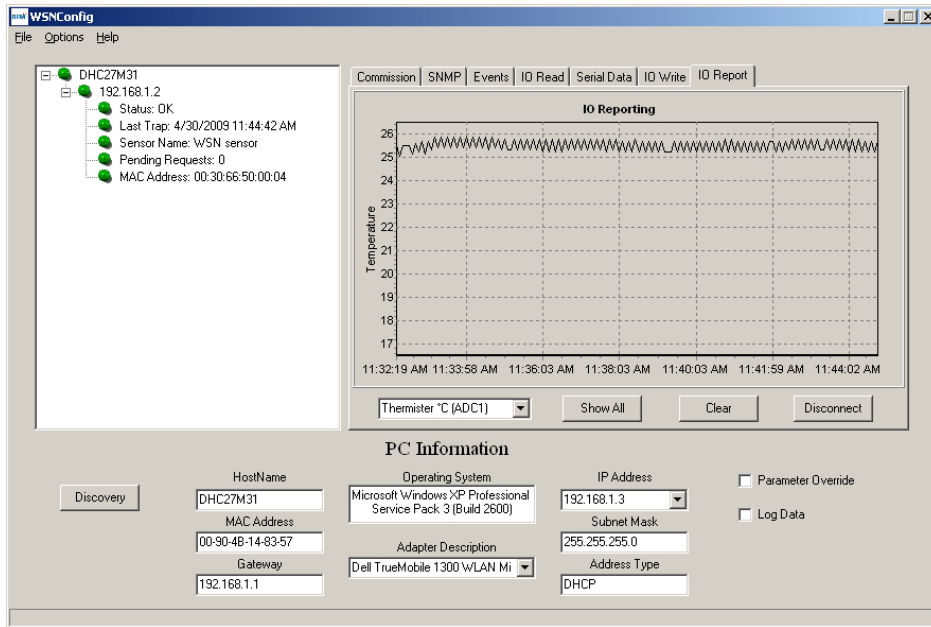 WSNConfig
File Options Help
DHC27M31
192.168.1.2
Status: OK
Last Trap: 4/30/2009 11:44:42 AM
Sensor Name: WSN sensor
Pending Requests: 0
MAC Address: 00:30:66:50:00:04
Commission SNMP Events IO Read Serial Data IO Write IO Report
IO Reporting
Temperature
26
25
24
23
22
21
20
19
18
17
11:32:19 AM 11:33:58 AM 11:36:03 AM 11:38:03 AM 11:40:03 AM 11:41:59 AM 11:44:02 AM
Thermister °C (ADC1) Show All Clear Disconnect
PC Information
Discovery
HostName
DHC27M31
MAC Address
00-90-4B-14-83-57
Gateway
192.168.1.1
Operating System
Microsoft Windows XP Professional
Service Pack 3 (Build 2600)
Adapter Description
Dell TrueMobile 1300 WLAN Mi
IP Address
192.168.1.3
Subnet Mask
255.255.255.0
Address Type
DHCP
Parameter Override
Log Data